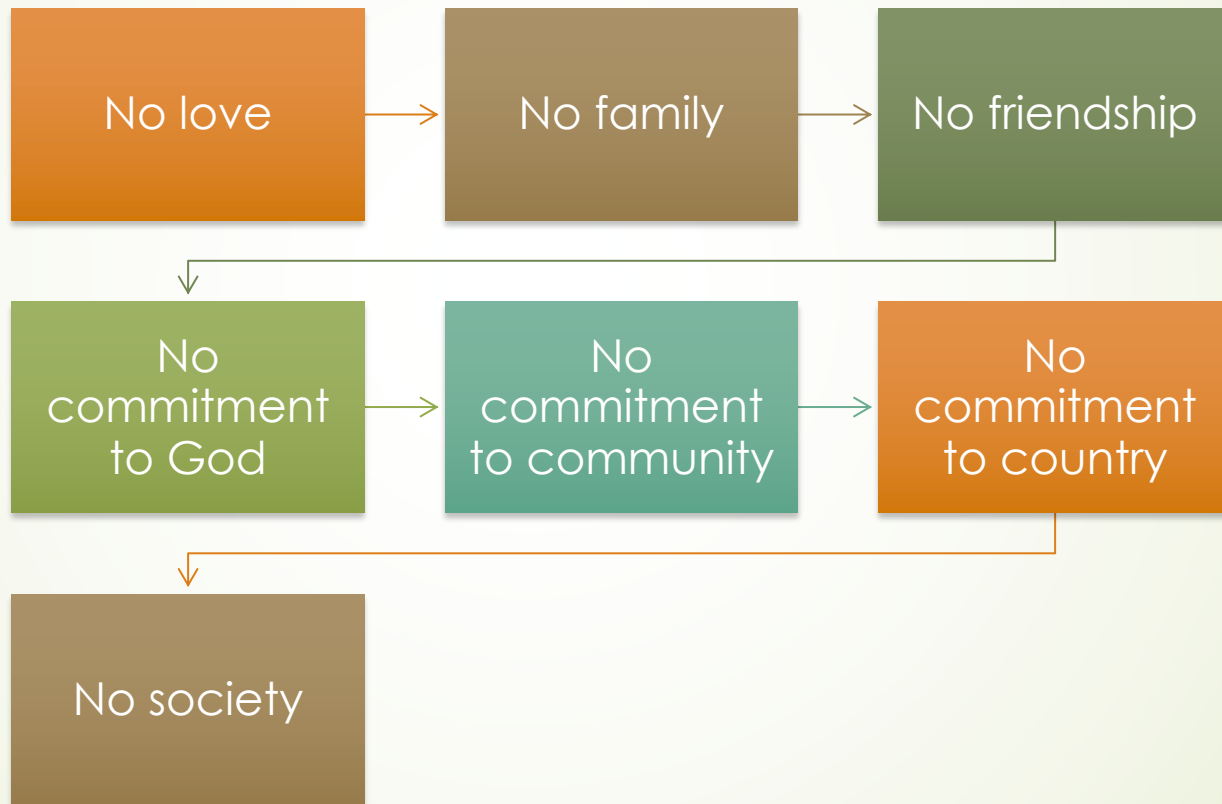 No love
No family
No friendship
No
commitment
to God
No
commitment
to community
No
commitment
to country
No society